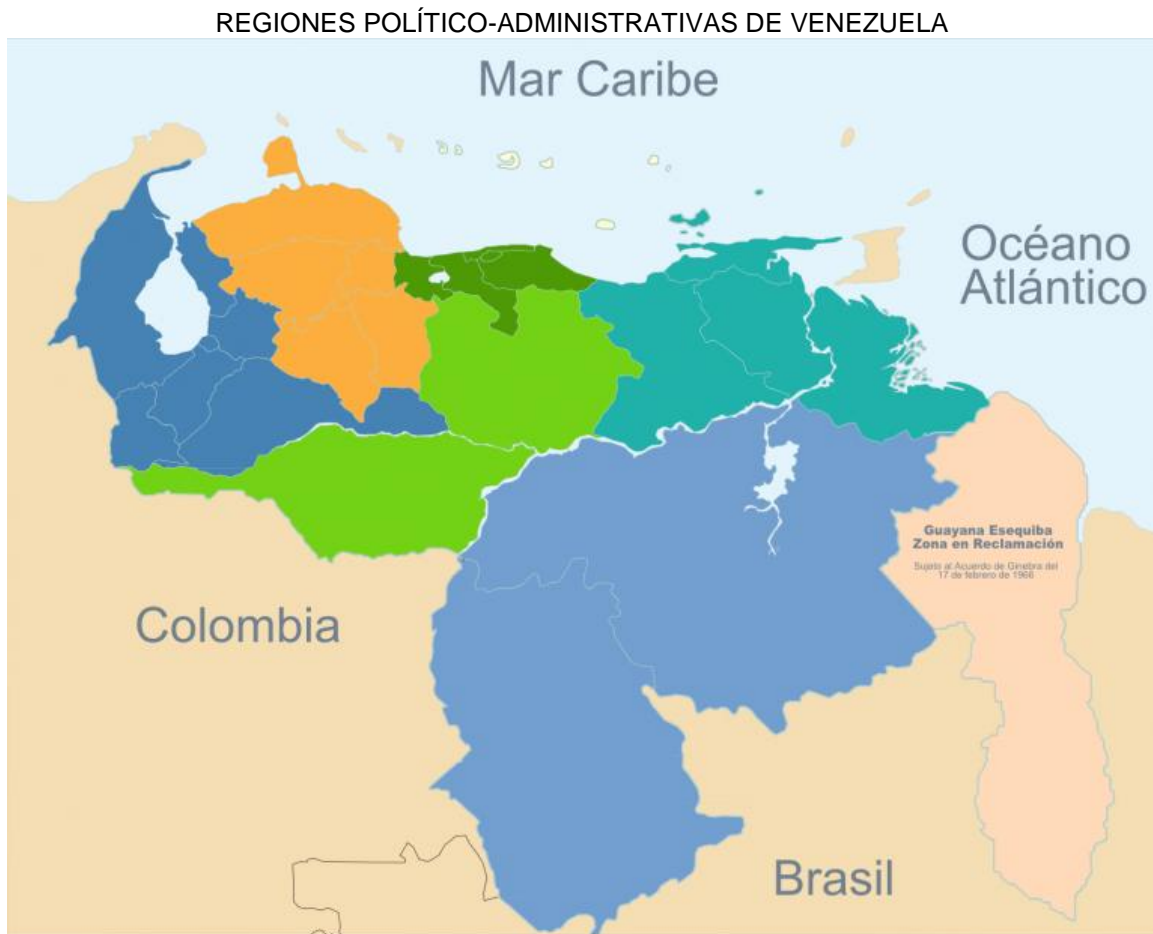 REGIONES POLÍTICO-ADMINISTRATIVAS DE VENEZUELA
Mar Caribe
Océano
Atlántico
Guayana Esequiba
Zona en Reclamación
Sujeto al Acuerdo de Ginebra del
17 de febrero de 1966
Colombia
Brasil